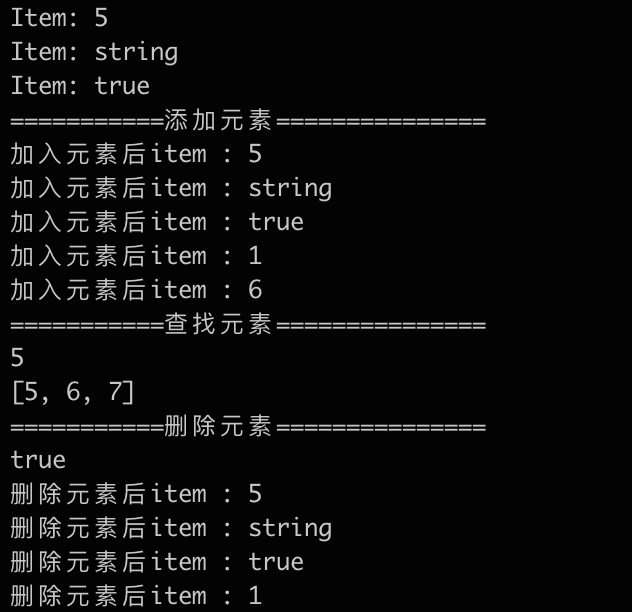 Item: 5
Item: string
Item: true
===========添加元素===============
加入元素后item : 5
加入元素后item : string
加入元素后item : true
加入元素后item : 1
加入元素后item : 6
===========查找元素===============
5
[5, 6, 7]
===========删除元素===============
true
删除元素后item : 5
删除元素后item : string
删除元素后item : true
删除元素后item : 1